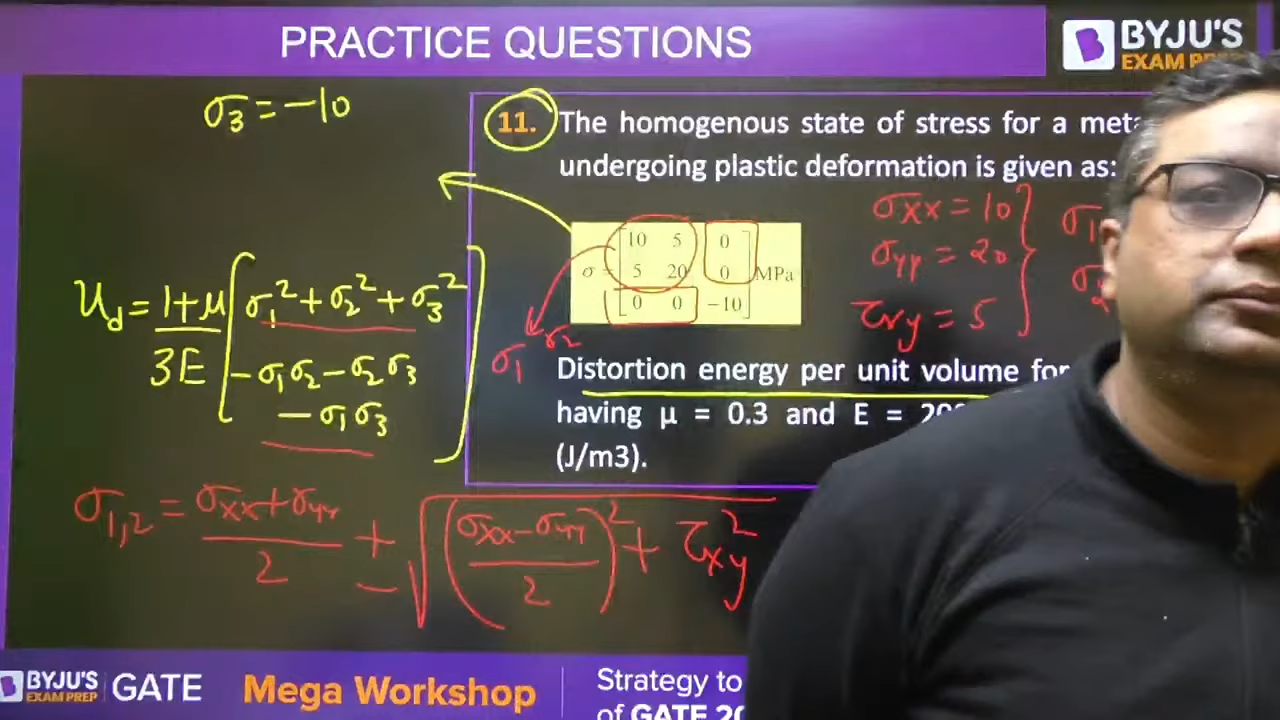 PRACTICE QUESTIONS
BYJU'S
EXAM PREP
σ3 = -10
11. The homogenous state of stress for a
undergoing plastic deformation is given as:
σxx = 10
σyy = 20
τxy = 5
σ1
σ2
σ = [10 5 0
5 20 0
0 0 -10] MPa
σ1 σ2
Ud = 1+μ/3E [σ1² + σ2² + σ3²
- σ1σ2 - σ2σ3
- σ1σ3]
Distortion energy per unit volume for
having μ = 0.3 and E =
(J/m3).
σ1,2 = σxx+σyy/2 ± √(σxx-σyy/2)² + τxy²
BYJU'S
EXAM PREP
GATE
Mega Workshop
Strategy to
of GATE